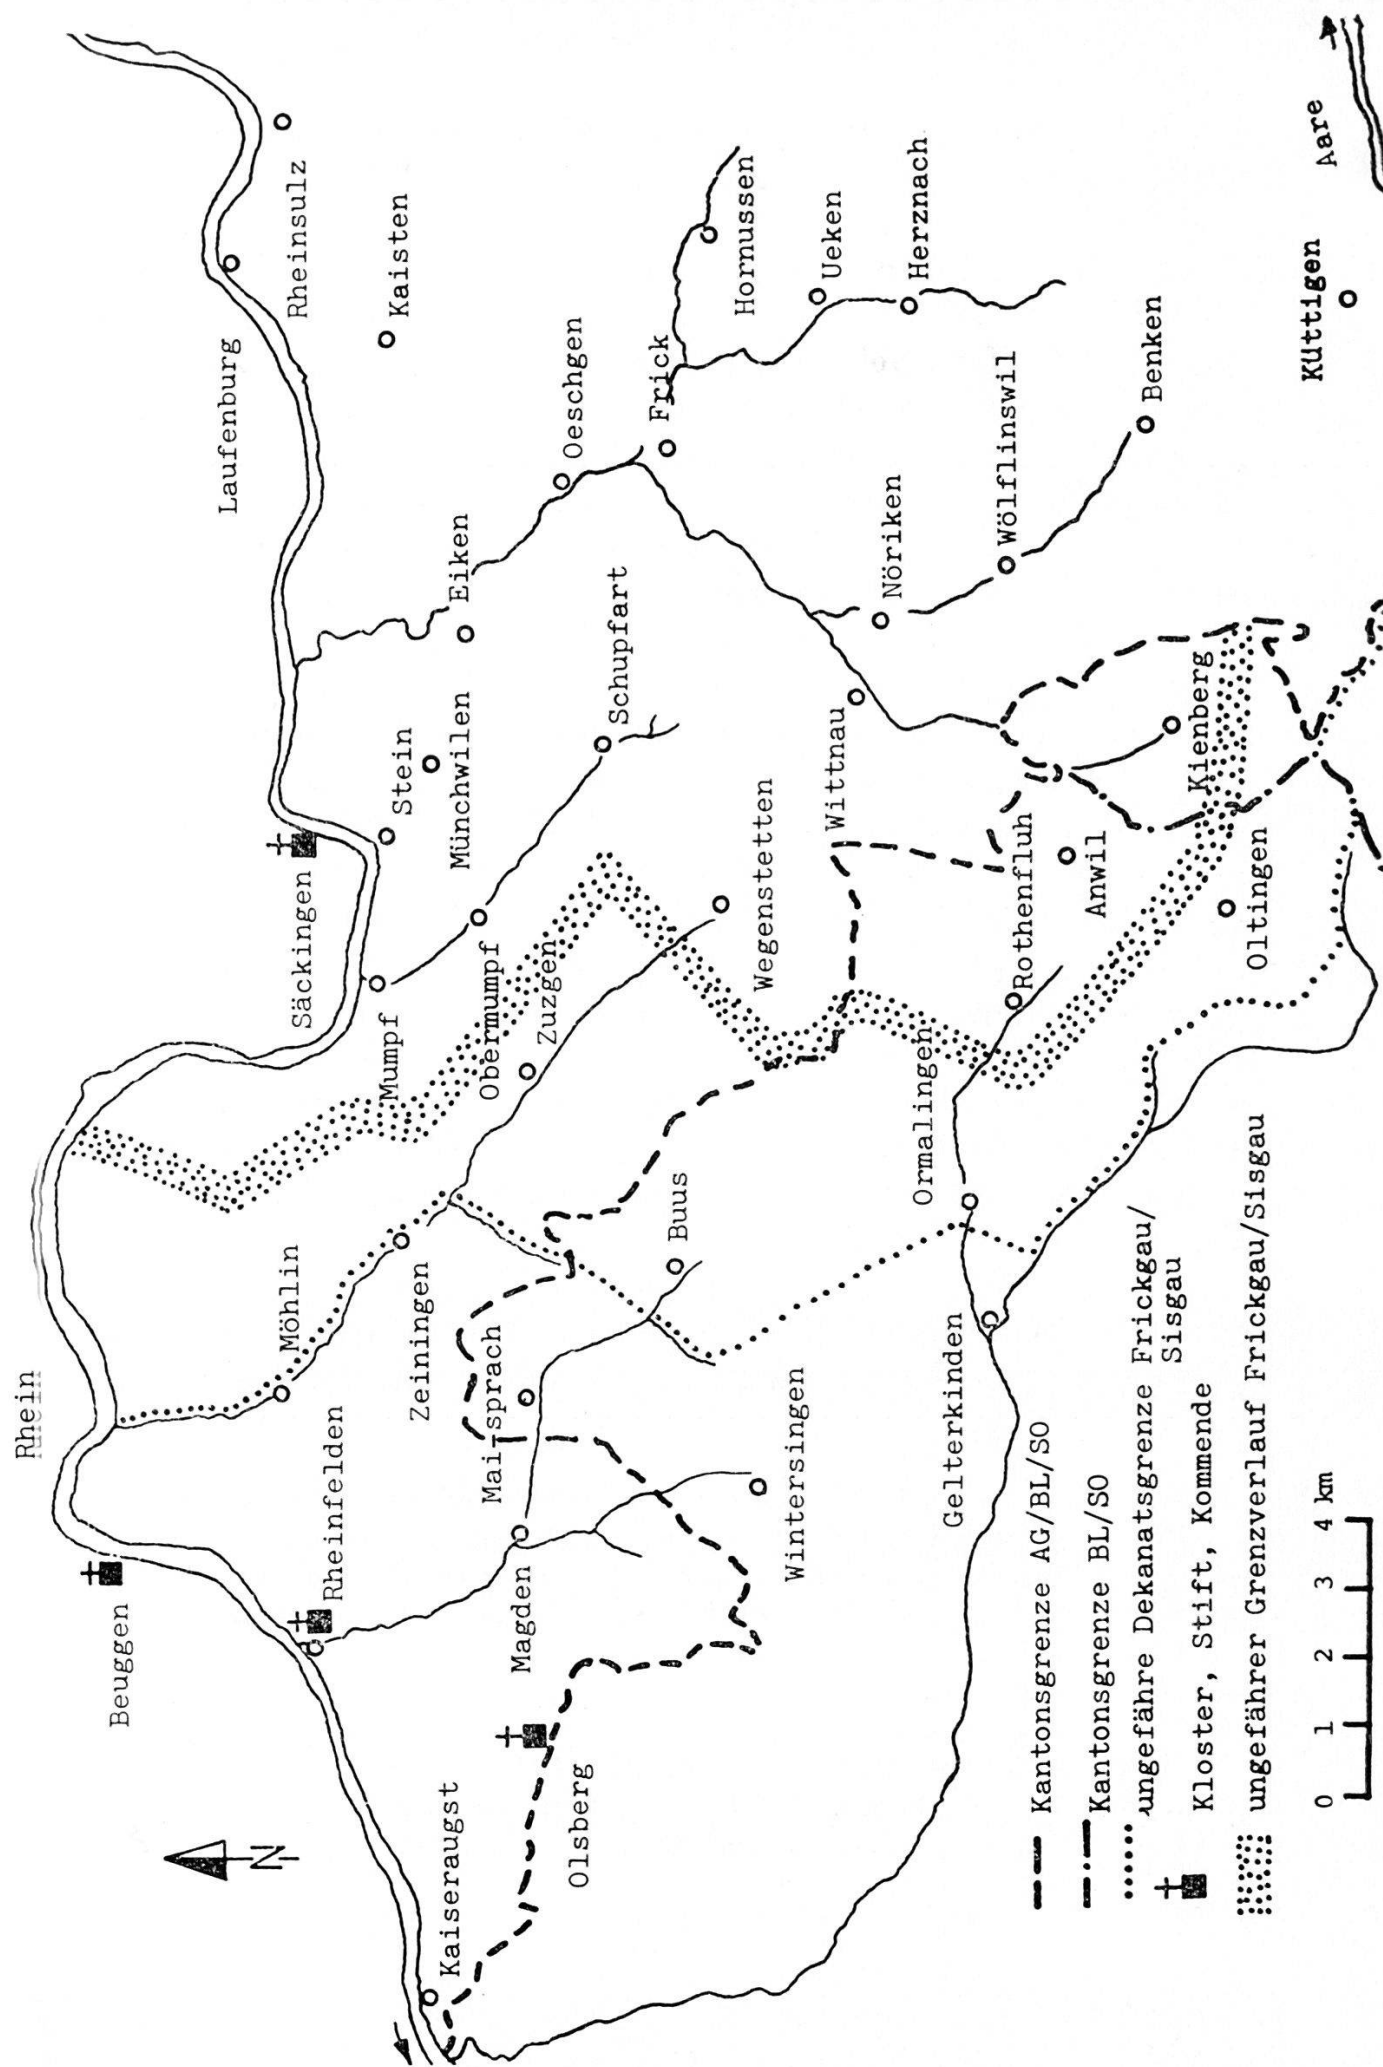 Rhein
Beuggen
Rheinfelden
Möhlin
Säckingen
Laufenburg
Rheinsulz
Kaisten
Stein
Mumpf
Münchwilen
Eiken
Oeschgen
Zeiningen
Kaiseraugst
Magden
Mai-sprach
Obermumpf
Zuzgen
Schupfart
Frick
Hornussen
Olsberg
Buus
Wegenstetten
Wittnau
Nöriken
Ueken
Herznach
Wintersingen
Ormalingen
Rothenfluh
Wölflinswil
Gelterkinden
Anwil
Kienberg
Benken
Oltingen
Küttigen
Aare
N
Kantonsgrenze AG/BL/SO
Kantonsgrenze BL/SO
ungefähre Dekanatsgrenze Frickgau/
Sisgau
Kloster, Stift, Kommende
ungefährer Grenzverlauf Frickgau/Sisgau
0 1 2 3 4 km